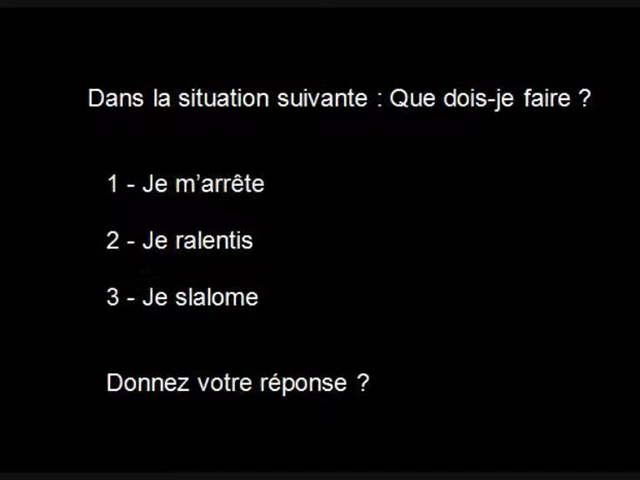 Dans la situation suivante : Que dois-je faire ?
1 - Je m’arrête
2 - Je ralentis
3 - Je slalome
Donnez votre réponse ?